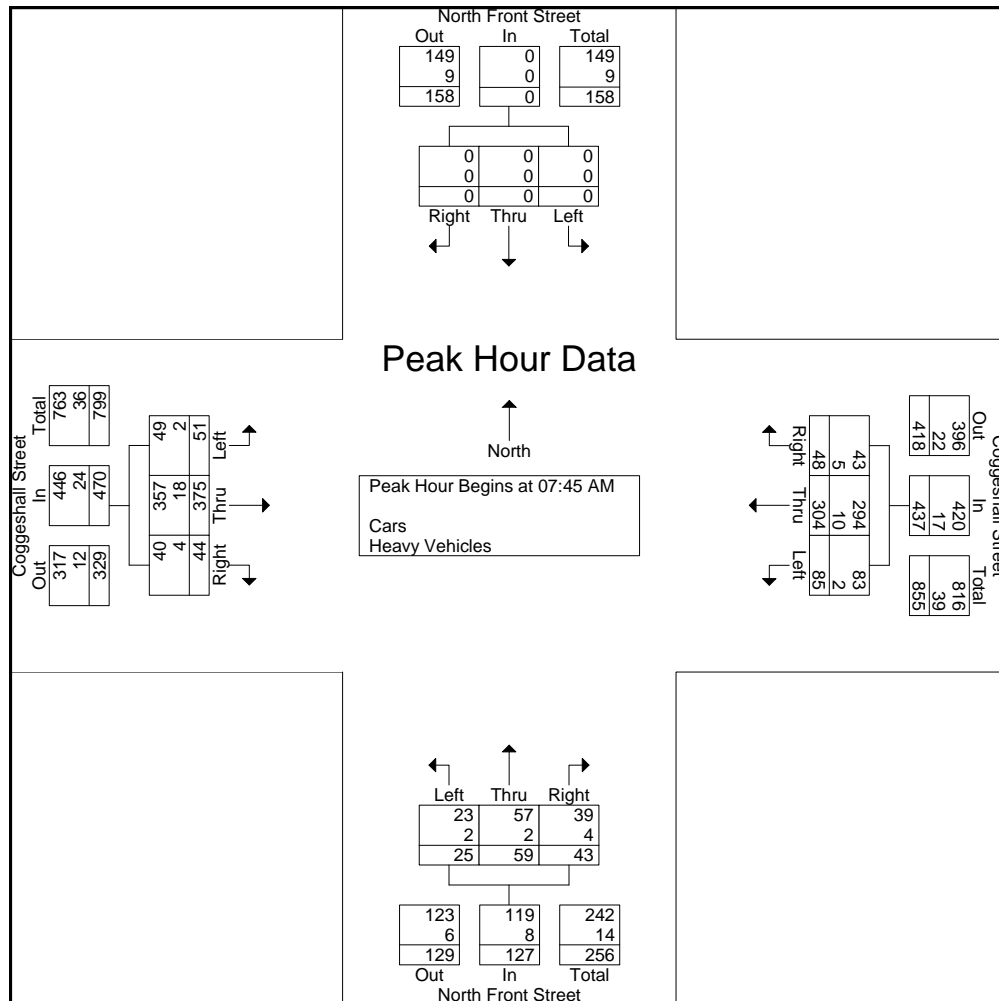 North Front Street
Out In Total
149 0 149
9 0 9
158 0 158
0 0 0
0 0 0
0 0 0
Right Thru Left
Peak Hour Data
North
Peak Hour Begins at 07:45 AM
Cars
Heavy Vehicles
Coggeshall Street
Total In Out
763 446 317
36 24 12
799 470 329
49 357 40
2 18 4
51 375 44
Left Thru Right
Coggeshall Street
Out In Total
396 420 816
22 17 39
418 437 855
43 294 83
5 10 2
48 304 85
Right Thru Left
Left Thru Right
23 57 39
2 2 4
25 59 43
123 119 242
6 8 14
129 127 256
Out In Total
North Front Street